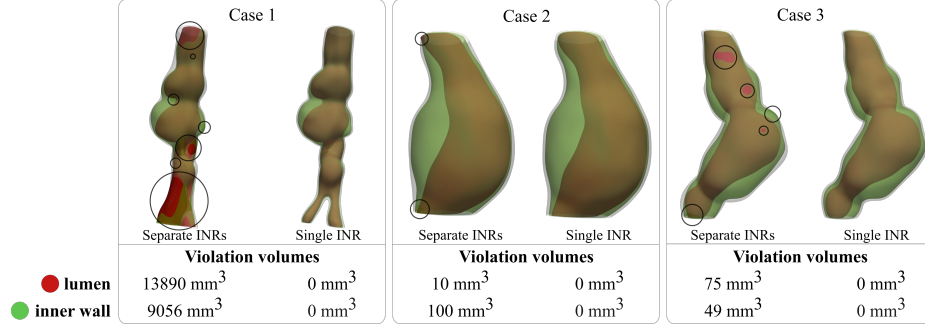 Case 1 Case 2 Case 3
Separate INRs Single INR Separate INRs Single INR Separate INRs Single INR
Violation volumes Violation volumes Violation volumes
lumen 13890 mm³ 0 mm³ 10 mm³ 0 mm³ 75 mm³ 0 mm³
inner wall 9056 mm³ 0 mm³ 100 mm³ 0 mm³ 49 mm³ 0 mm³